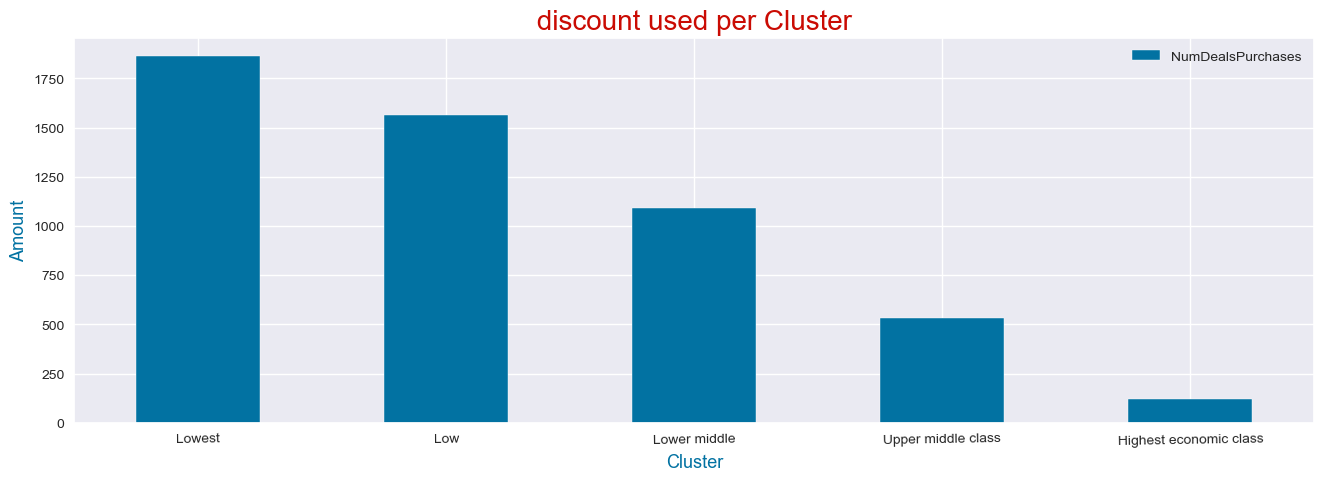 discount used per Cluster
NumDealsPurchases
1750
1500
1250
1000
750
500
250
0
Amount
Lowest
Low
Lower middle
Upper middle class
Highest economic class
Cluster